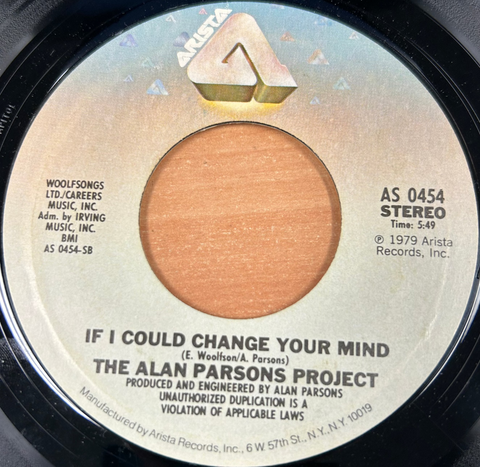 ARISTA
WOOLFSONGS
LTD./CAREERS
MUSIC, INC.
Adm. by IRVING
MUSIC, INC.
BMI
AS 0454-SB
AS 0454
STEREO
Time: 5:49
℗ 1979 Arista
Records, Inc.
IF I COULD CHANGE YOUR MIND
(E. Woolfson/A. Parsons)
THE ALAN PARSONS PROJECT
PRODUCED AND ENGINEERED BY ALAN PARSONS
UNAUTHORIZED DUPLICATION IS A
VIOLATION OF APPLICABLE LAWS
Manufactured by Arista Records, Inc., 6 W. 57th St., N.Y., N.Y. 10019